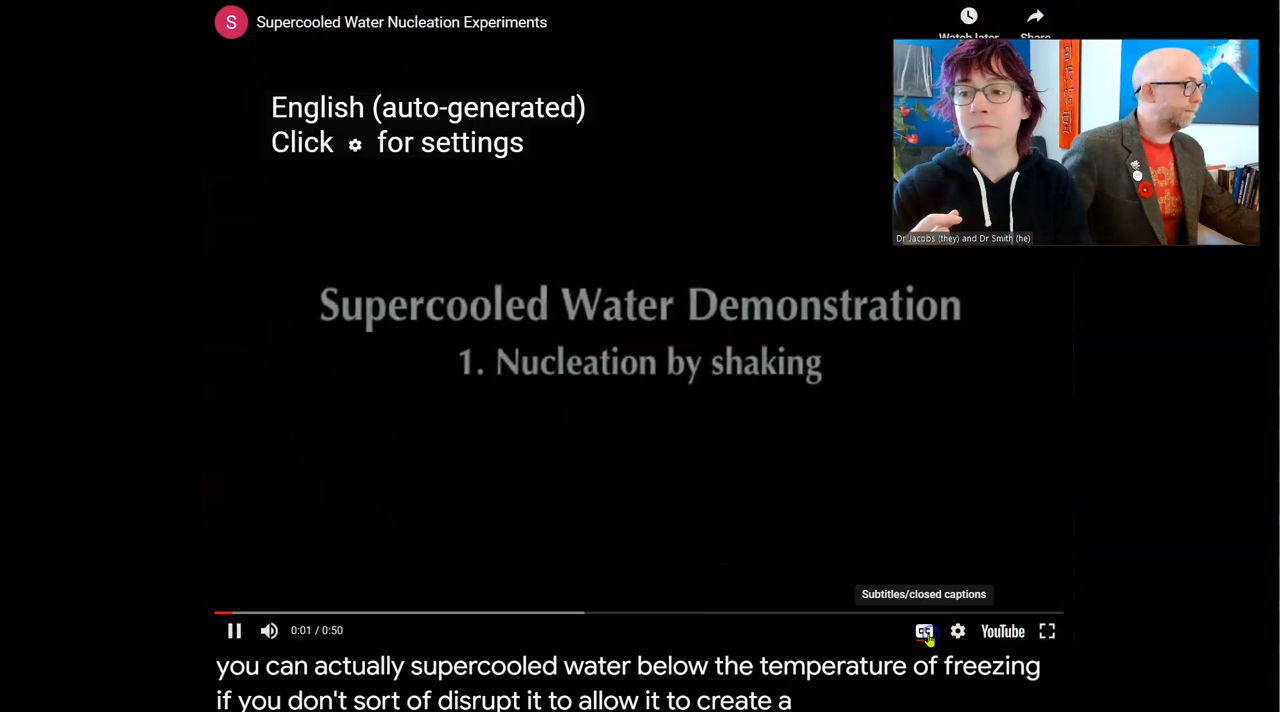 S
Supercooled Water Nucleation Experiments
Watch later
Share
English (auto-generated)
Click for settings
Dr Jacobs (they) and Dr Smith (he)
Supercooled Water Demonstration
1. Nucleation by shaking
Subtitles/closed captions
0:01 / 0:50
YouTube
you can actually supercooled water below the temperature of freezing
if you don't sort of disrupt it to allow it to create a